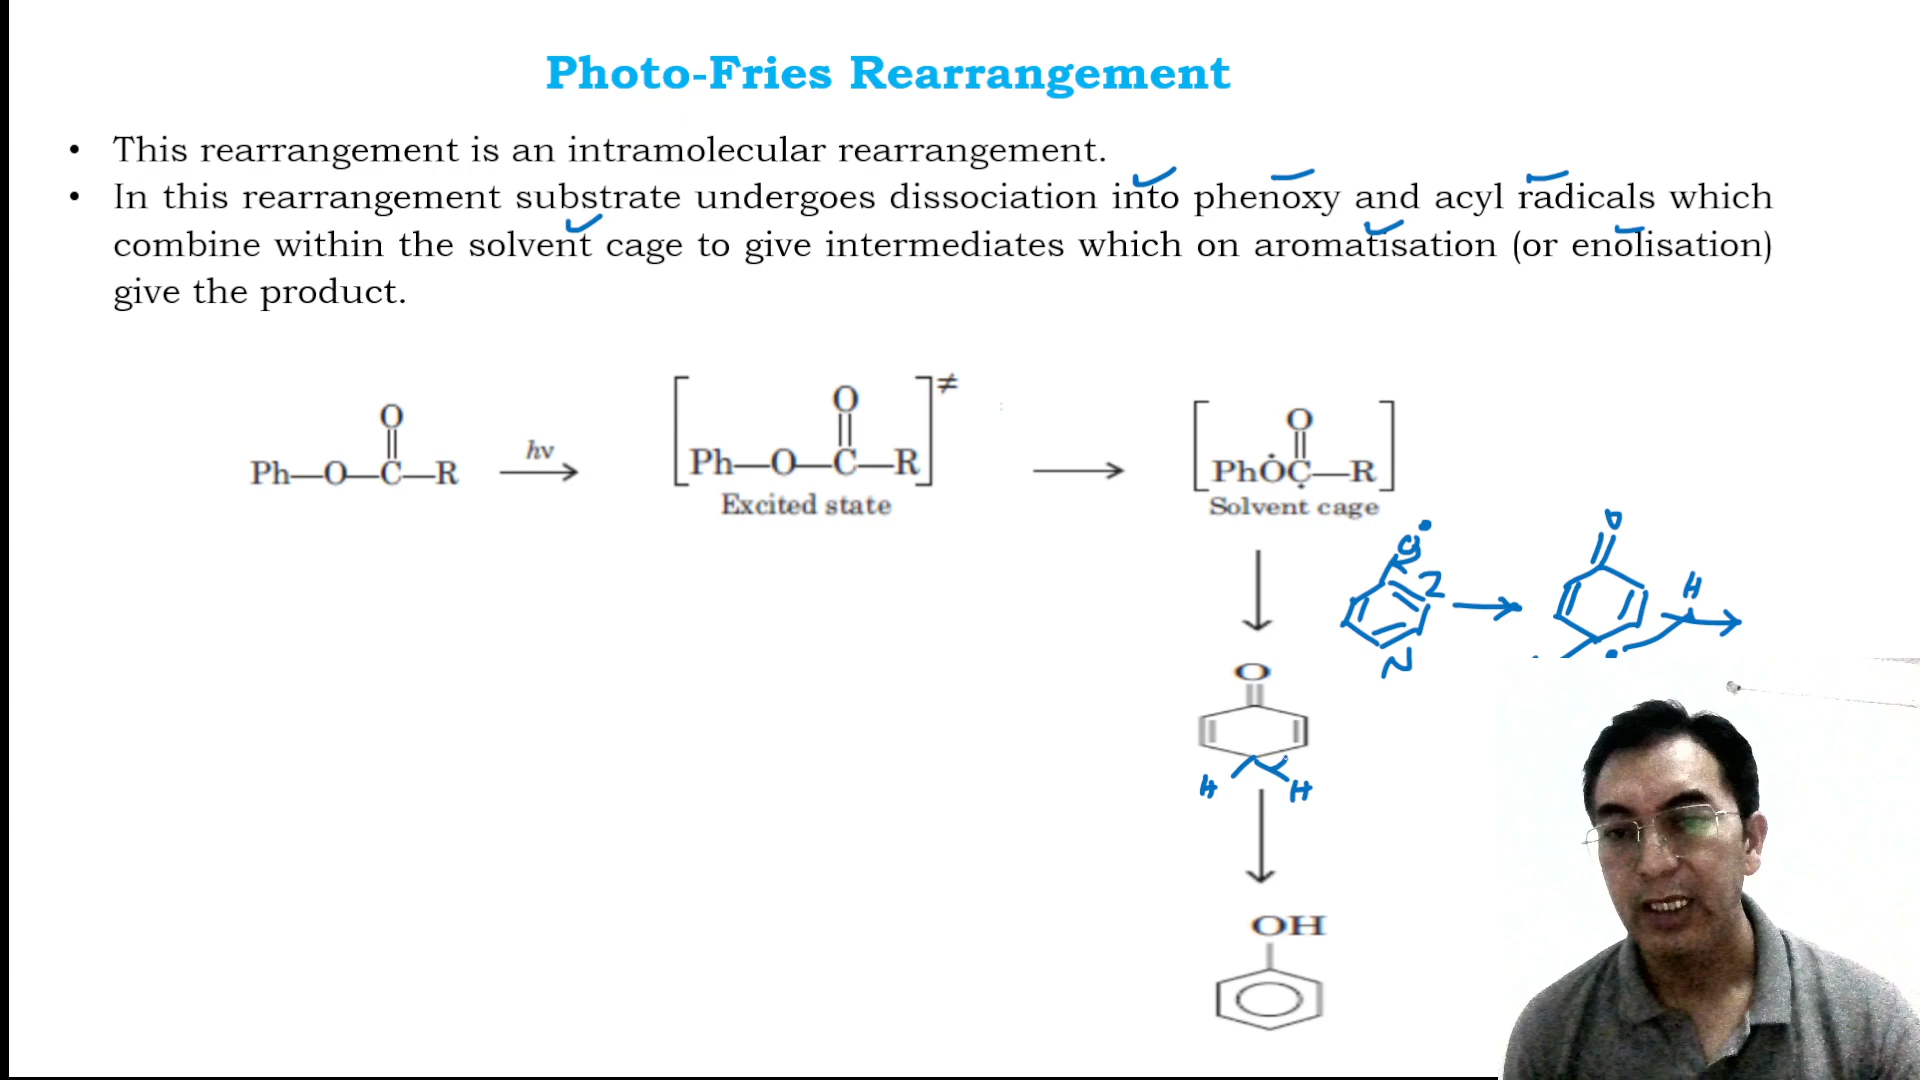 Photo-Fries Rearrangement
• This rearrangement is an intramolecular rearrangement.
• In this rearrangement substrate undergoes dissociation into phenoxy and acyl radicals which
combine within the solvent cage to give intermediates which on aromatisation (or enolisation)
give the product.
O
Ph—O—C—R
hν
O
≠
Ph—O—C—R
Excited state
O
PhȮĊ—R
Solvent cage
O
O
H
O
H H
OH